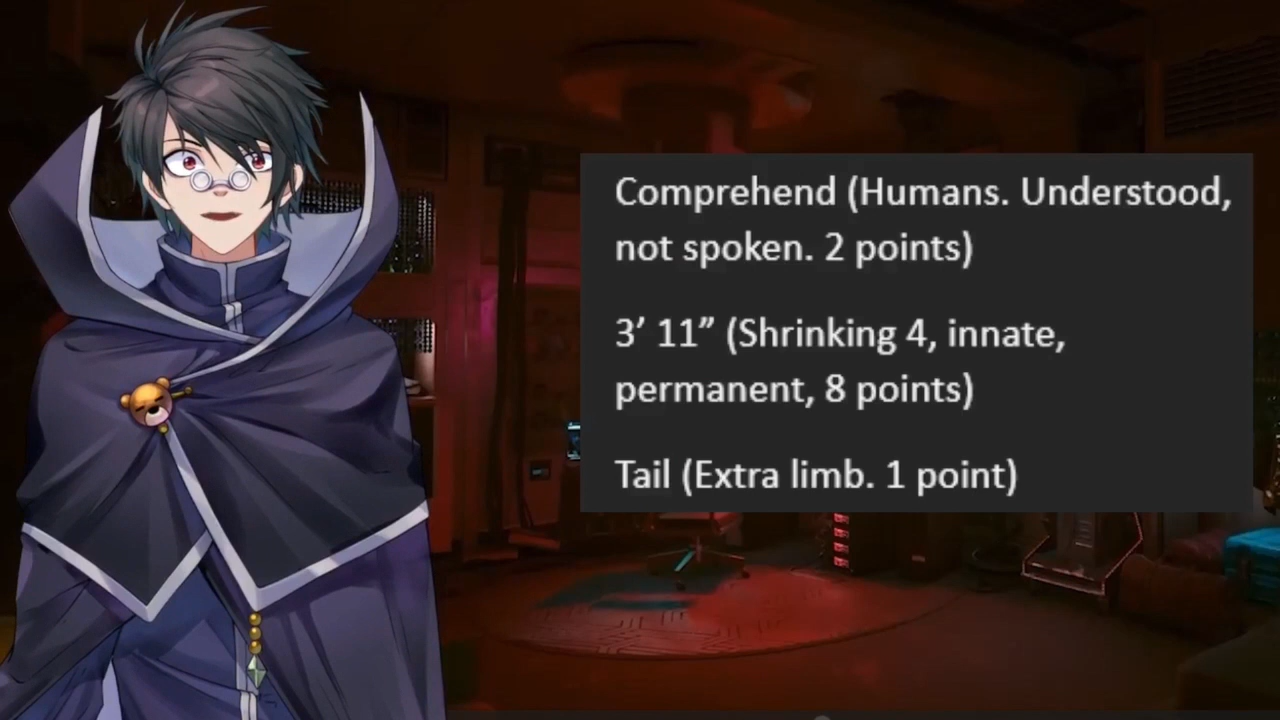 Comprehend (Humans. Understood,
not spoken. 2 points)
3’ 11” (Shrinking 4, innate,
permanent, 8 points)
Tail (Extra limb. 1 point)